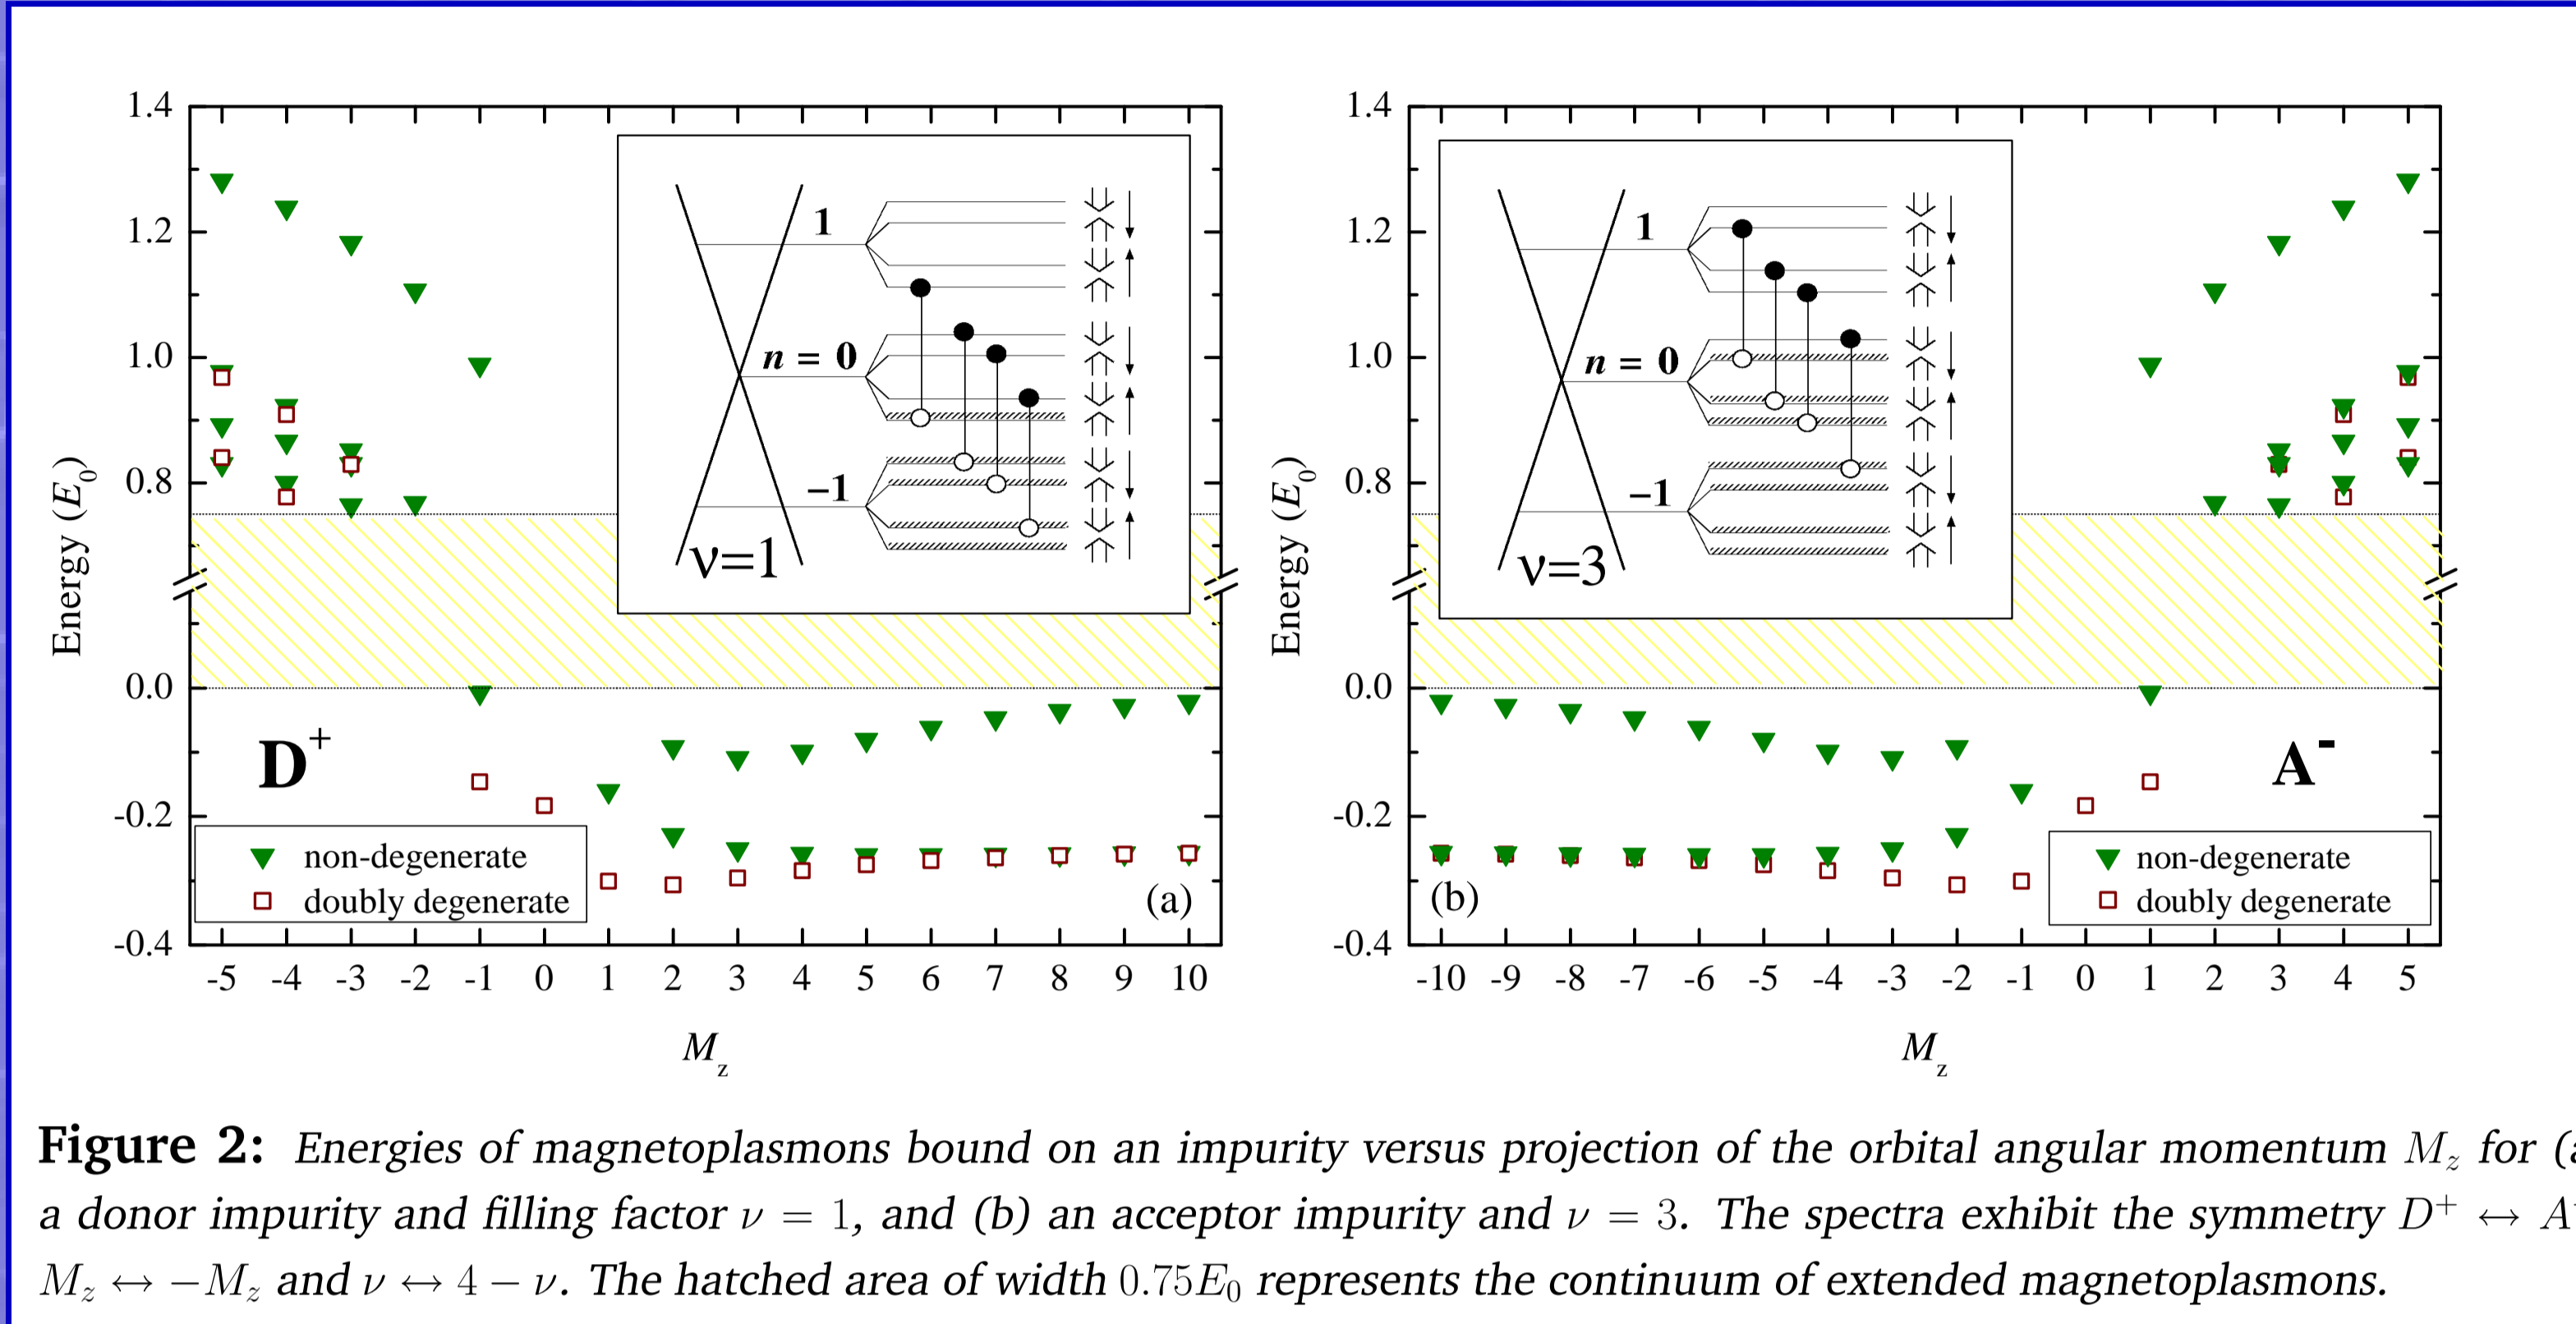 1.4
1.2
1.0
0.8
0.0
-0.2
-0.4
Energy (E₀)
1
n = 0
−1
ν=1
D⁺
non-degenerate
doubly degenerate
(a)
-5 -4 -3 -2 -1 0 1 2 3 4 5 6 7 8 9 10
M_z
1.4
1.2
1.0
0.8
0.0
-0.2
-0.4
Energy (E₀)
1
n = 0
−1
ν=3
A⁻
non-degenerate
doubly degenerate
(b)
-10 -9 -8 -7 -6 -5 -4 -3 -2 -1 0 1 2 3 4 5
M_z
Figure 2: Energies of magnetoplasmons bound on an impurity versus projection of the orbital angular momentum M_z for
a donor impurity and filling factor ν = 1, and (b) an acceptor impurity and ν = 3. The spectra exhibit the symmetry D⁺ ↔ A
M_z ↔ −M_z and ν ↔ 4 − ν. The hatched area of width 0.75E₀ represents the continuum of extended magnetoplasmons.